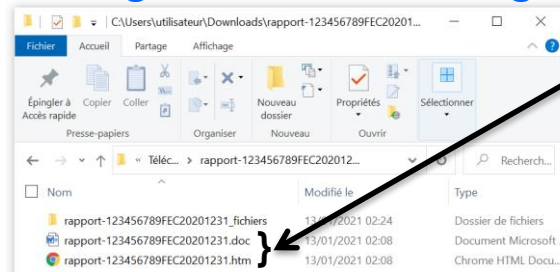 C:\Users\utilisateur\Downloads\rapport-123456789FEC20201...
Fichier Accueil Partage Affichage
Épingler à Accès rapide
Copier
Coller
Nouveau dossier
Propriétés
Sélectionner
Presse-papiers Organiser Nouveau Ouvrir
« Téléc... > rapport-123456789FEC202012... Recherch...
Nom Modifié le Type
rapport-123456789FEC20201231_fichiers 13/01/2021 02:24 Dossier de fichiers
rapport-123456789FEC20201231.doc } 13/01/2021 02:08 Document Microsoft
rapport-123456789FEC20201231.htm 13/01/2021 02:08 Chrome HTML Docu...